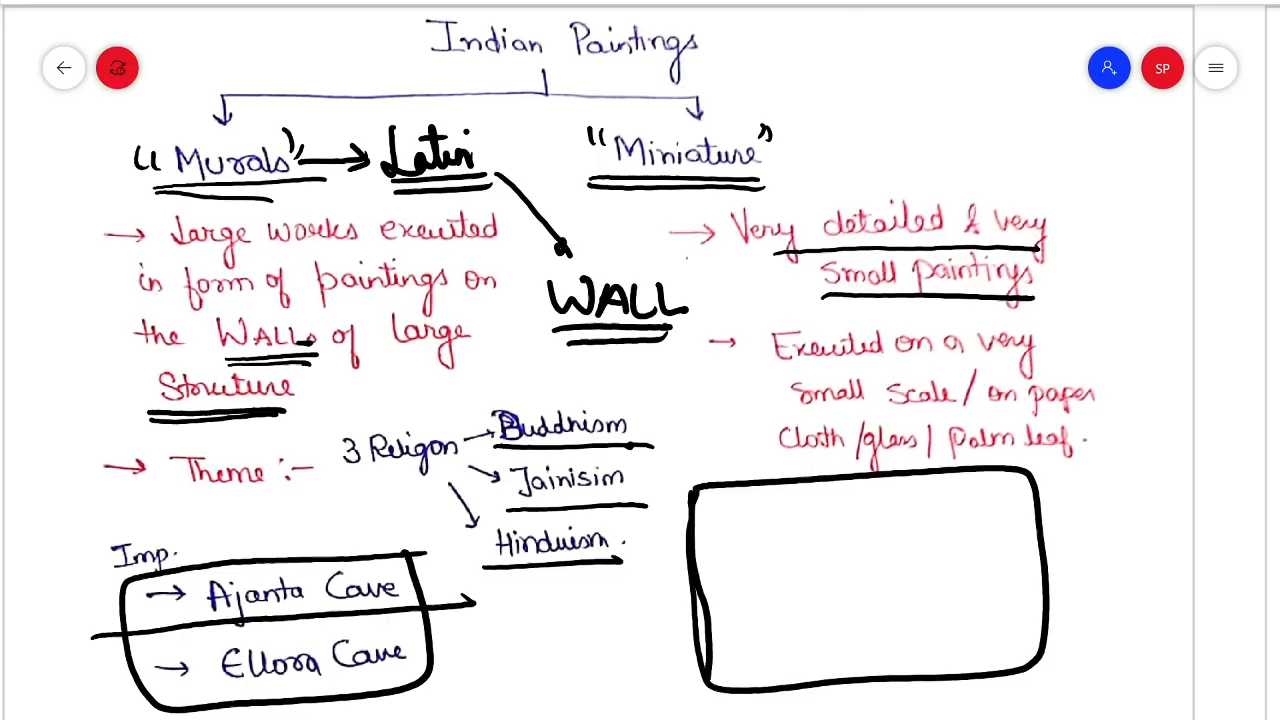 Indian Paintings
"Murals" → Latin
"Miniature"
WALL
→ Large works executed
in form of paintings on
the WALLs of large
Structure
→ Theme :-
3 Religon
Buddhism
Jainisim
Hinduism.
Imp.
→ Ajanta Cave
→ Ellora Cave
→ Very detailed & very
Small paintings
→ Executed on a very
Small Scale / on paper
Cloth / glass / palm leaf.
SP